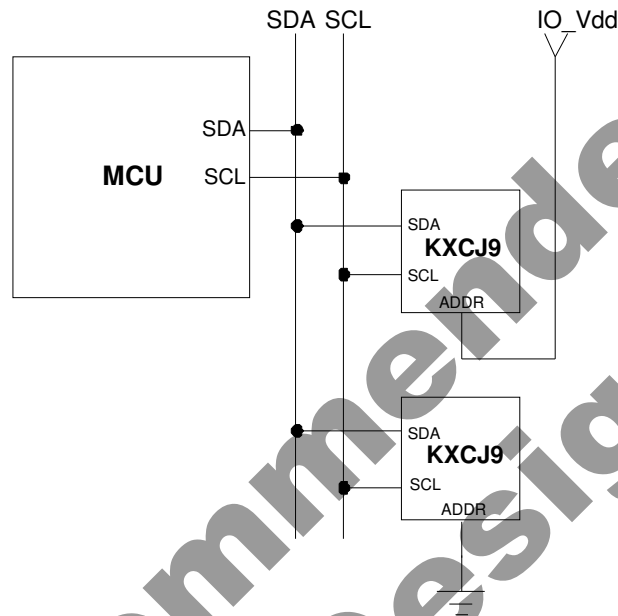 SDA SCL IO_Vdd
SDA
MCU SCL
SDA
KXCJ9
SCL
ADDR
SDA
KXCJ9
SCL
ADDR